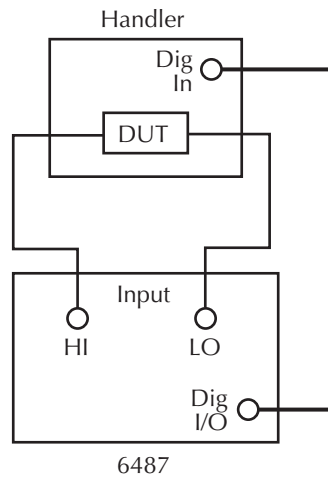 Handler
Dig
In
DUT
Input
HI
LO
Dig
I/O
6487